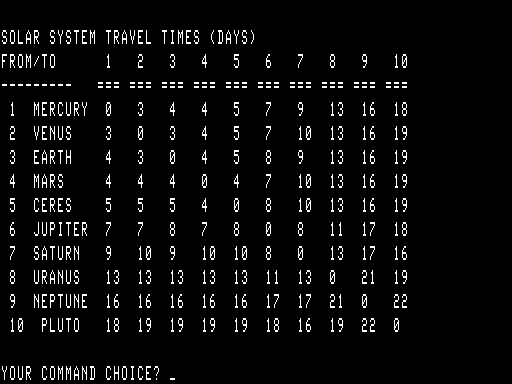 SOLAR SYSTEM TRAVEL TIMES (DAYS)
FROM/TO 1 2 3 4 5 6 7 8 9 10
--------- === === === === === === === === === ===
1 MERCURY 0 3 4 4 5 7 9 13 16 18
2 VENUS 3 0 3 4 5 7 10 13 16 19
3 EARTH 4 3 0 4 5 8 9 13 16 19
4 MARS 4 4 4 0 4 7 10 13 16 19
5 CERES 5 5 5 4 0 8 10 13 16 19
6 JUPITER 7 7 8 7 8 0 8 11 17 18
7 SATURN 9 10 9 10 10 8 0 13 17 16
8 URANUS 13 13 13 13 13 11 13 0 21 19
9 NEPTUNE 16 16 16 16 16 17 17 21 0 22
10 PLUTO 18 19 19 19 19 18 16 19 22 0
YOUR COMMAND CHOICE? _